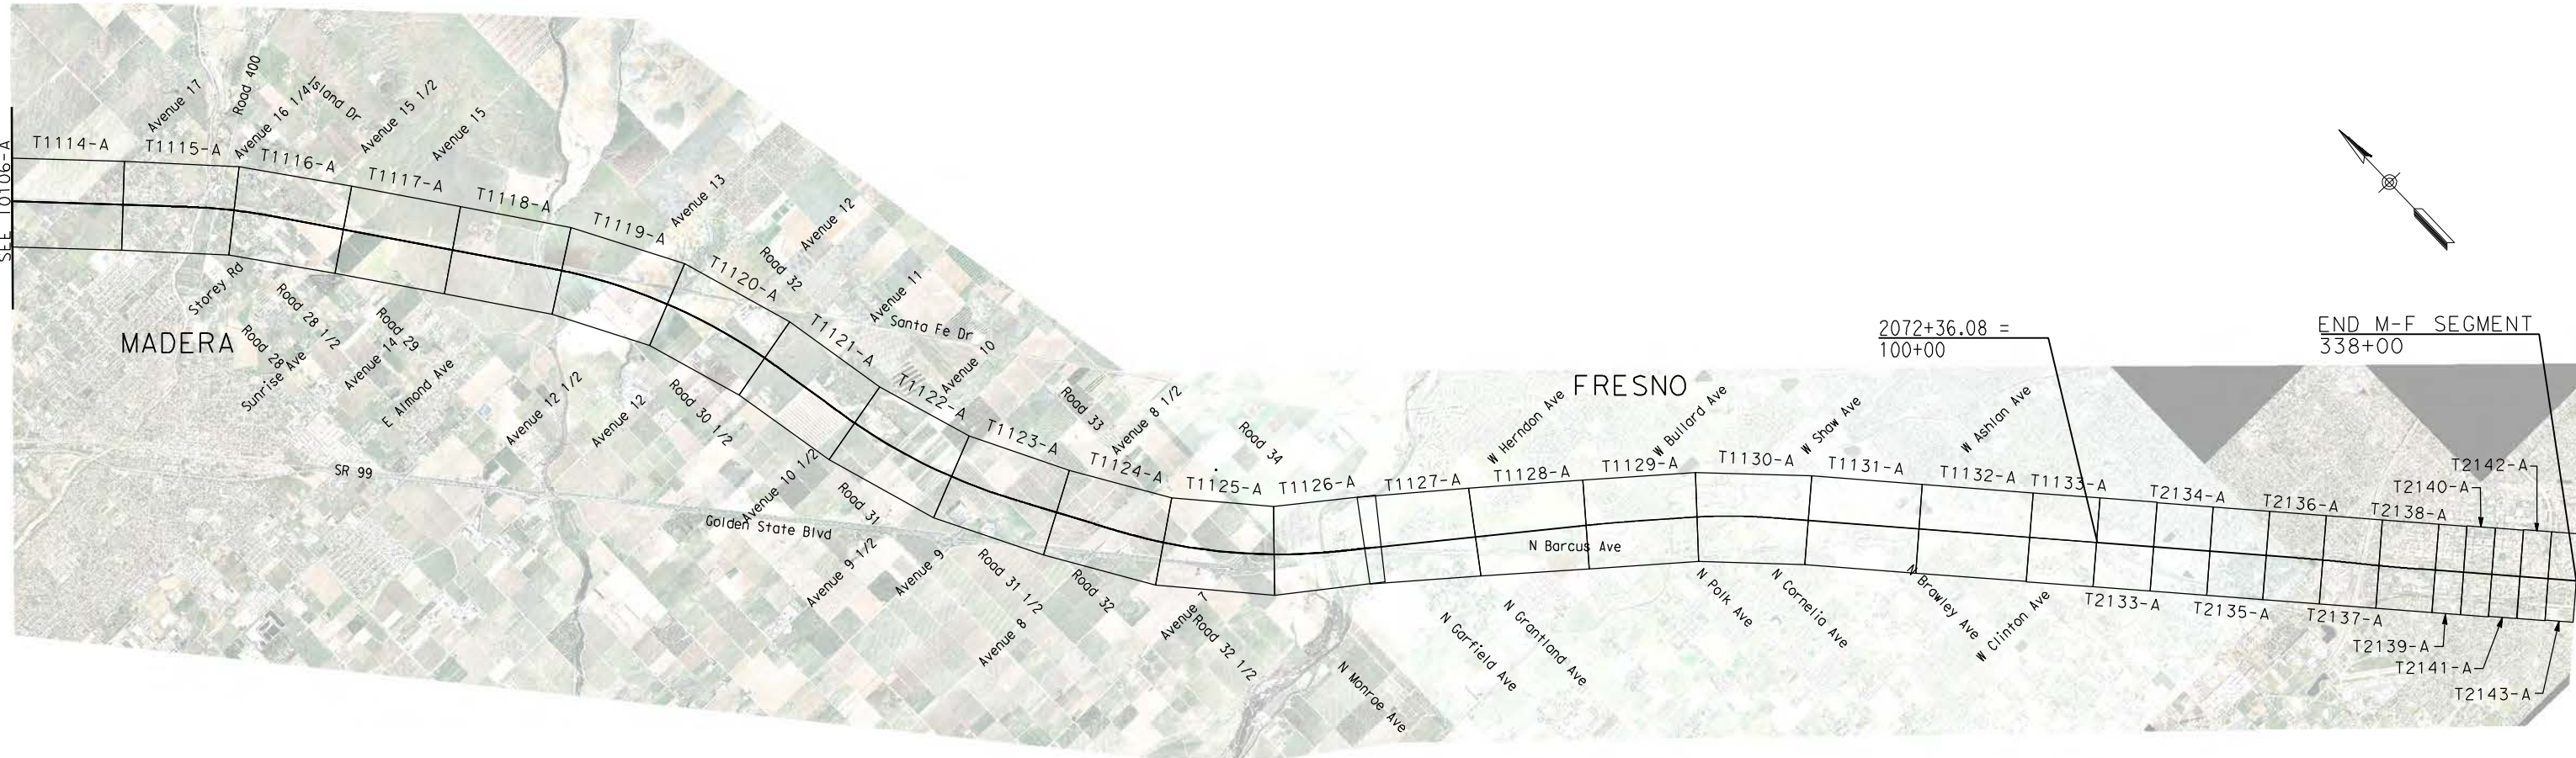 SEE T0106-A
T1114-A
T1115-A
T1116-A
T1117-A
T1118-A
T1119-A
T1120-A
T1121-A
T1122-A
T1123-A
T1124-A
T1125-A
T1126-A
T1127-A
T1128-A
T1129-A
T1130-A
T1131-A
T1132-A
T1133-A
T2133-A
T2134-A
T2135-A
T2136-A
T2137-A
T2138-A
T2139-A
T2140-A
T2141-A
T2142-A
T2143-A
Avenue 17
Road 400
Avenue 16 1/4
Island Dr
Avenue 15 1/2
Avenue 15
Avenue 13
Road 32
Avenue 12
Avenue 11
Santa Fe Dr
Avenue 10
Road 33
Avenue 8 1/2
Road 34
MADERA
Storey Rd
Road 28
Sunrise Ave
Road 28 1/2
Road 29
Avenue 14
E Almond Ave
SR 99
Avenue 12 1/2
Avenue 12
Road 30 1/2
Golden State Blvd
Avenue 10 1/2
Road 31
Avenue 9 1/2
Avenue 9
Road 31 1/2
Avenue 8
Road 32
Avenue 7
Road 32 1/2
N Monroe Ave
FRESNO
W Herndon Ave
W Bullard Ave
W Shaw Ave
W Ashlan Ave
N Barcus Ave
N Garfield Ave
N Grantland Ave
N Polk Ave
N Cornelia Ave
N Brawley Ave
W Clinton Ave
2072+36.08 =
100+00
END M-F SEGMENT
338+00